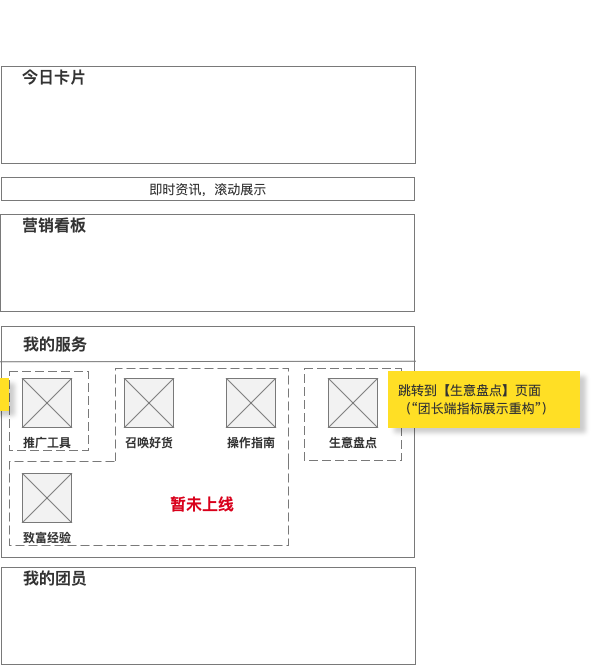 今日卡片
即时资讯，滚动展示
营销看板
我的服务
跳转到【生意盘点】页面
（“团长端指标展示重构”）
推广工具
召唤好货
操作指南
生意盘点
暂未上线
致富经验
我的团员